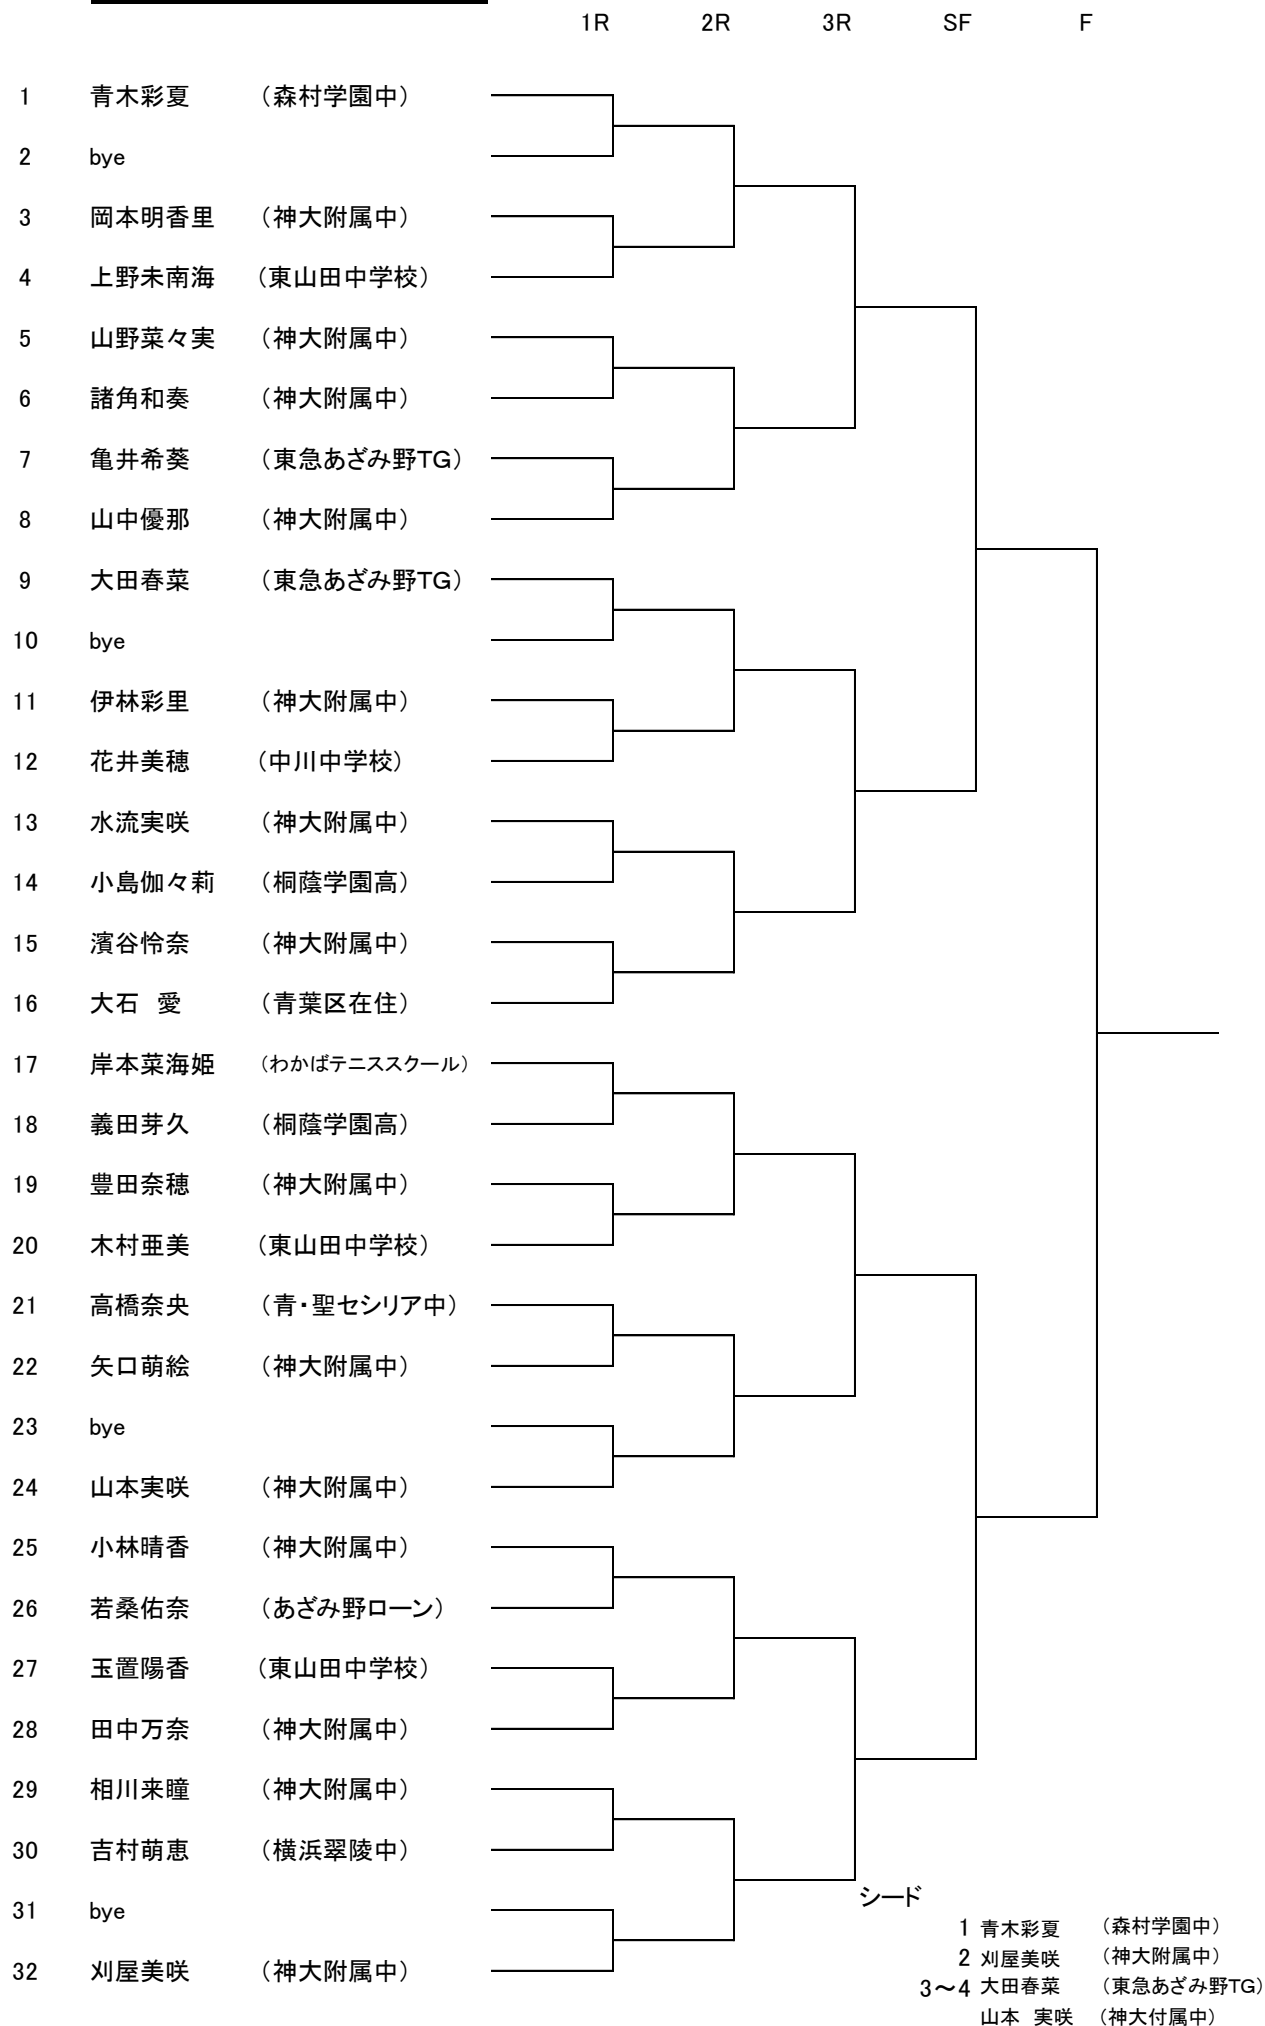 1R 2R 3R SF F
1 青木彩夏 （森村学園中）
2 bye
3 岡本明香里 （神大附属中）
4 上野未南海 （東山田中学校）
5 山野菜々実 （神大附属中）
6 諸角和奏 （神大附属中）
7 亀井希葵 （東急あざみ野TG）
8 山中優那 （神大附属中）
9 大田春菜 （東急あざみ野TG）
10 bye
11 伊林彩里 （神大附属中）
12 花井美穂 （中川中学校）
13 水流実咲 （神大附属中）
14 小島伽々莉 （桐蔭学園高）
15 濱谷怜奈 （神大附属中）
16 大石　愛 （青葉区在住）
17 岸本菜海姫 （わかばテニススクール）
18 義田芽久 （桐蔭学園高）
19 豊田奈穂 （神大附属中）
20 木村亜美 （東山田中学校）
21 高橋奈央 （青・聖セシリア中）
22 矢口萌絵 （神大附属中）
23 bye
24 山本実咲 （神大附属中）
25 小林晴香 （神大附属中）
26 若桑佑奈 （あざみ野ローン）
27 玉置陽香 （東山田中学校）
28 田中万奈 （神大附属中）
29 相川来瞳 （神大附属中）
30 吉村萌恵 （横浜翠陵中）
31 bye
32 刈屋美咲 （神大附属中）
シード
1 青木彩夏 （森村学園中）
2 刈屋美咲 （神大附属中）
3～4 大田春菜 （東急あざみ野TG）
山本　実咲 （神大付属中）